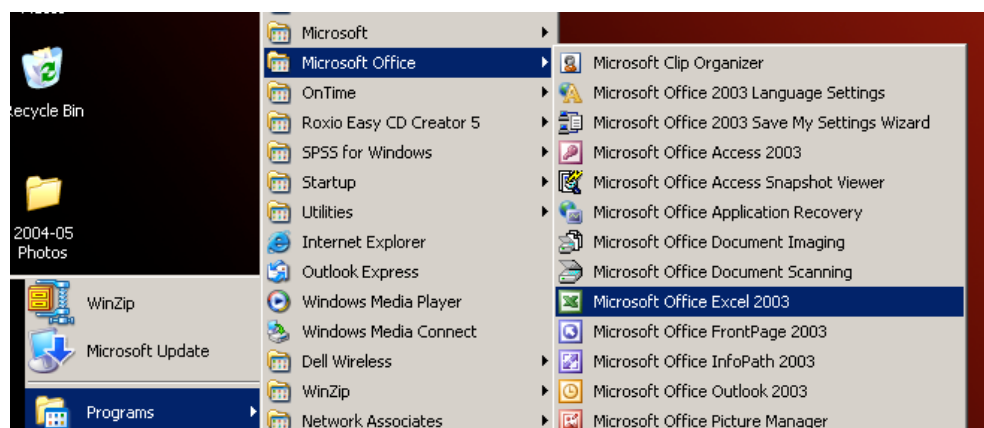 Recycle Bin
2004-05
Photos
WinZip
Microsoft Update
Programs
Microsoft
Microsoft Office
OnTime
Roxio Easy CD Creator 5
SPSS for Windows
Startup
Utilities
Internet Explorer
Outlook Express
Windows Media Player
Windows Media Connect
Dell Wireless
WinZip
Network Associates
Microsoft Clip Organizer
Microsoft Office 2003 Language Settings
Microsoft Office 2003 Save My Settings Wizard
Microsoft Office Access 2003
Microsoft Office Access Snapshot Viewer
Microsoft Office Application Recovery
Microsoft Office Document Imaging
Microsoft Office Document Scanning
Microsoft Office Excel 2003
Microsoft Office FrontPage 2003
Microsoft Office InfoPath 2003
Microsoft Office Outlook 2003
Microsoft Office Picture Manager